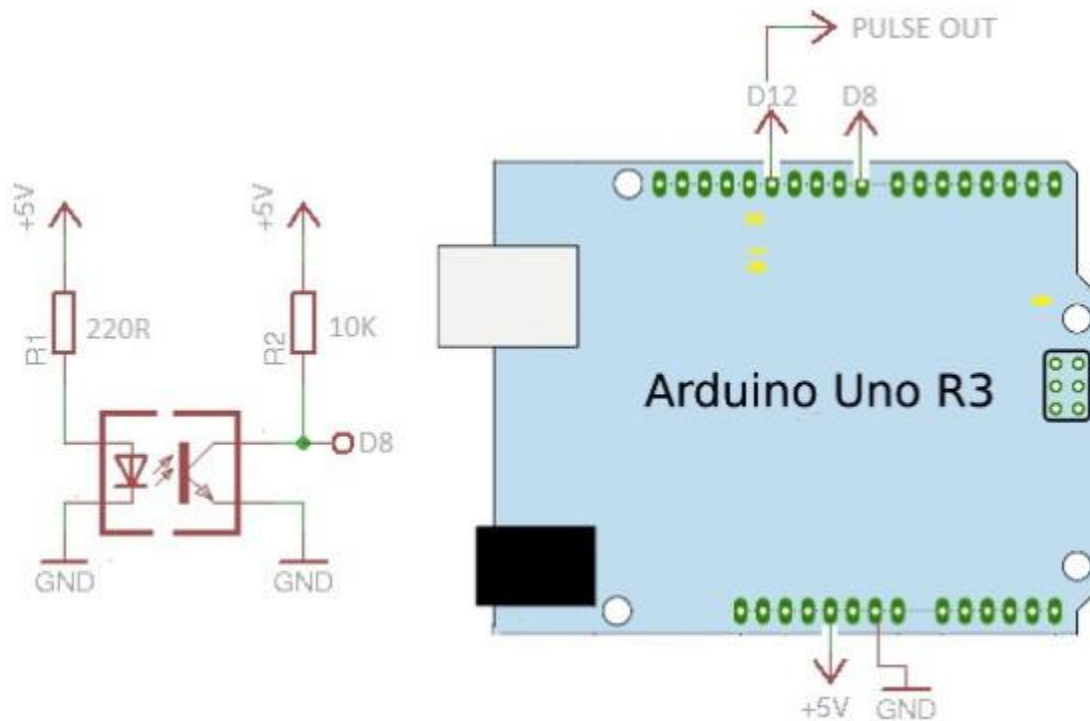 PULSE OUT
D12
D8
+5V
+5V
R1
220R
R2
10K
D8
GND
GND
Arduino Uno R3
+5V
GND